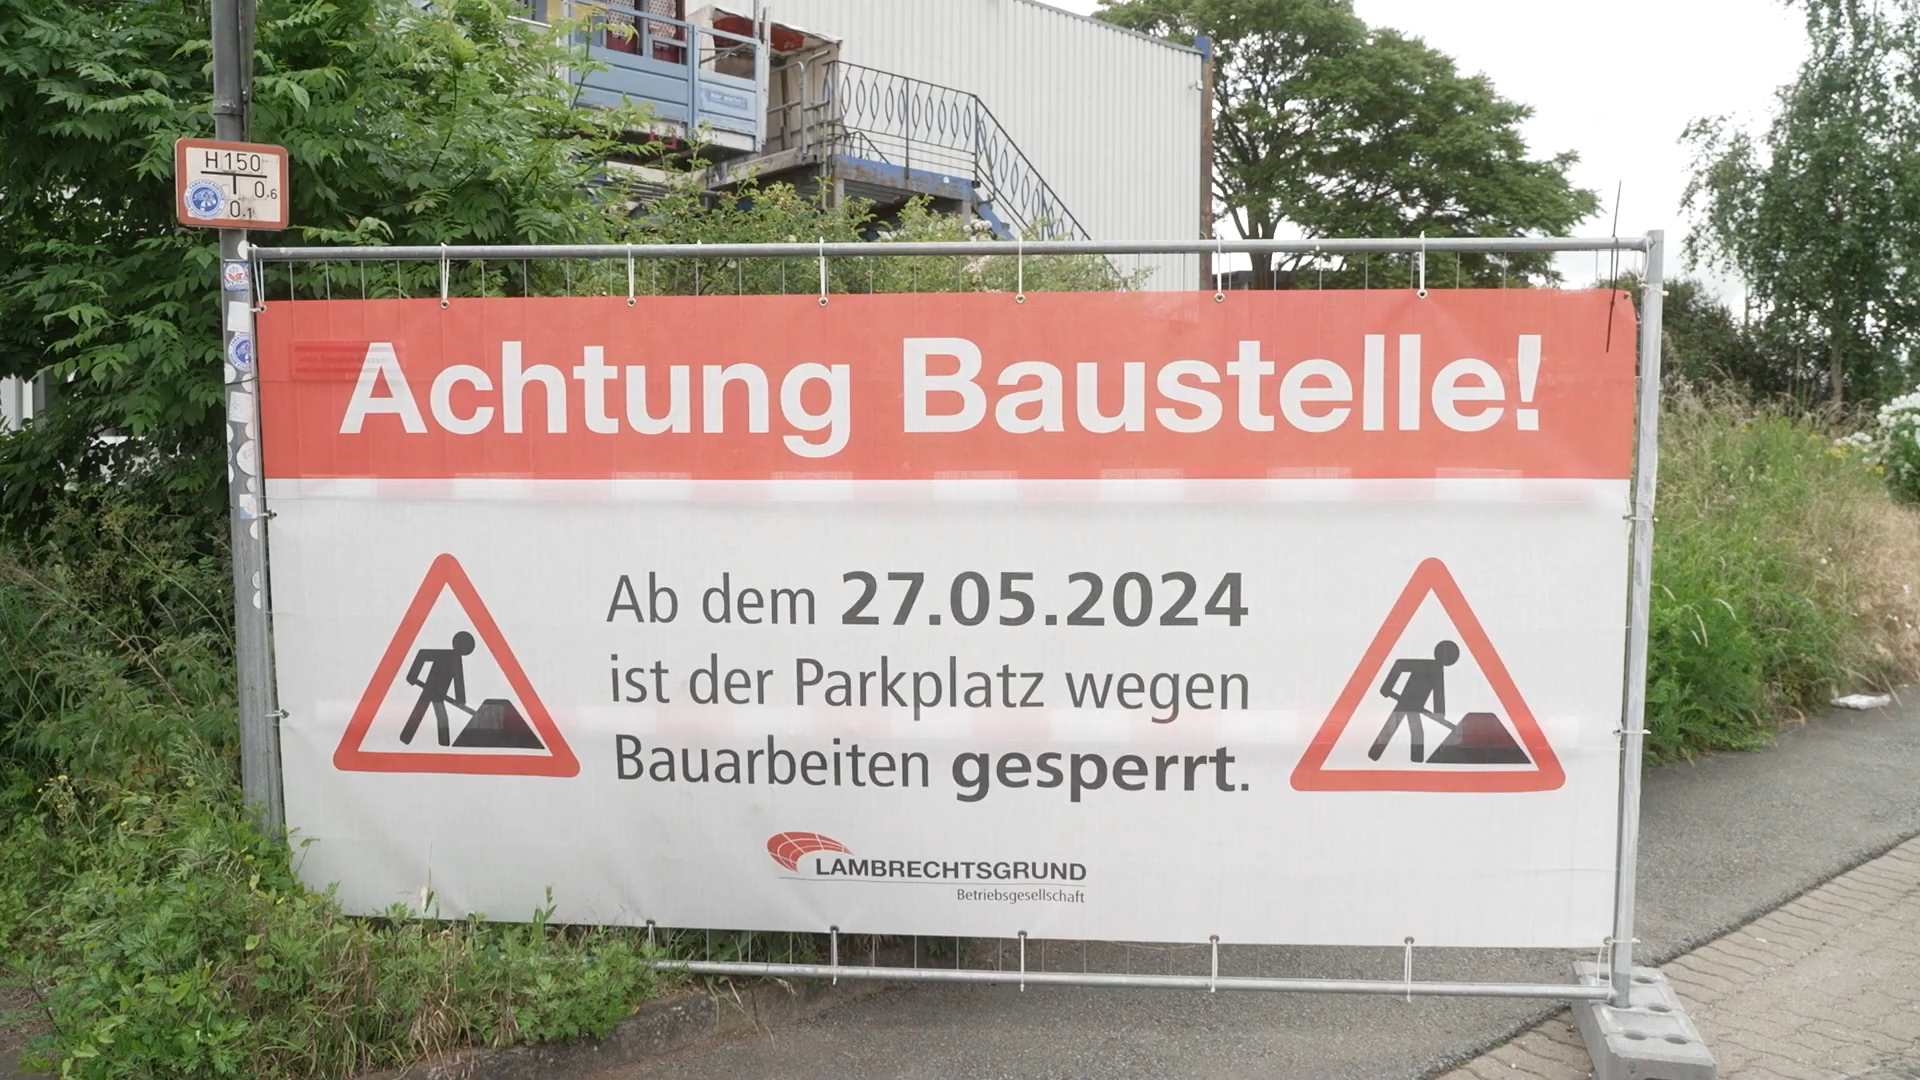 H 150
0.6
0.1
Achtung Baustelle!
Ab dem 27.05.2024
ist der Parkplatz wegen
Bauarbeiten gesperrt.
LAMBRECHTSGRUND
Betriebsgesellschaft